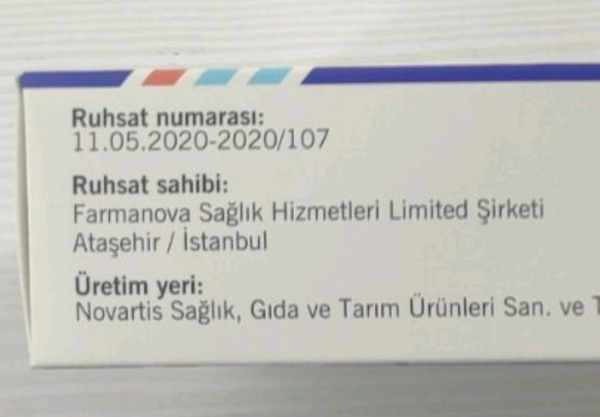 Ruhsat numarası:
11.05.2020-2020/107
Ruhsat sahibi:
Farmanova Sağlık Hizmetleri Limited Şirketi
Ataşehir / İstanbul
Üretim yeri:
Novartis Sağlık, Gıda ve Tarım Ürünleri San. ve T